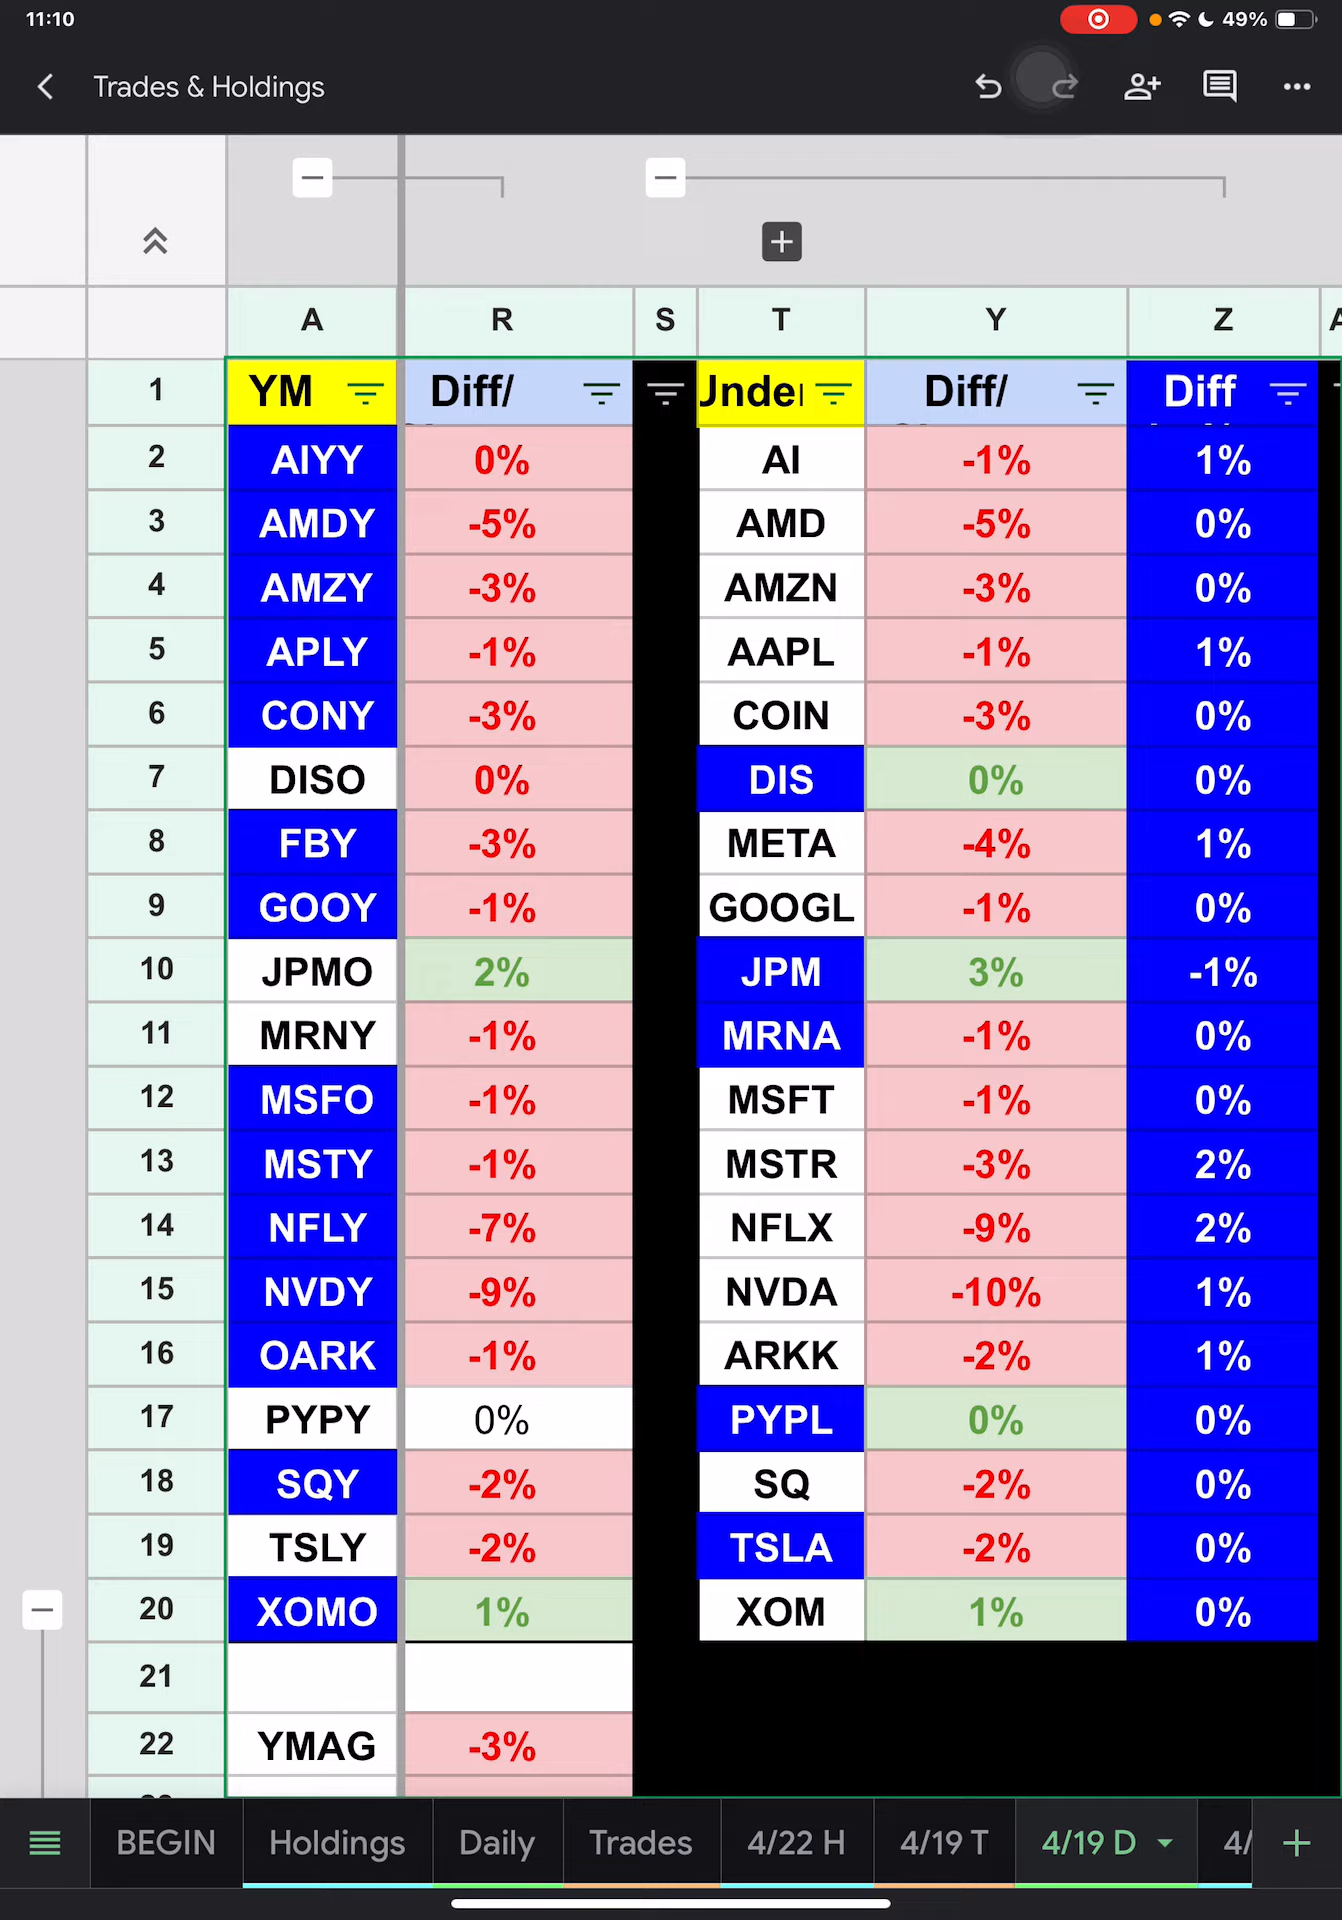 11:10
49%
Trades & Holdings
A R S T Y Z
1 YM Diff/ Diff/ Diff
2 AIYY 0% AI -1% 1%
3 AMDY -5% AMD -5% 0%
4 AMZY -3% AMZN -3% 0%
5 APLY -1% AAPL -1% 1%
6 CONY -3% COIN -3% 0%
7 DISO 0% DIS 0% 0%
8 FBY -3% META -4% 1%
9 GOOY -1% GOOGL -1% 0%
10 JPMO 2% JPM 3% -1%
11 MRNY -1% MRNA -1% 0%
12 MSFO -1% MSFT -1% 0%
13 MSTY -1% MSTR -3% 2%
14 NFLY -7% NFLX -9% 2%
15 NVDY -9% NVDA -10% 1%
16 OARK -1% ARKK -2% 1%
17 PYPY 0% PYPL 0% 0%
18 SQY -2% SQ -2% 0%
19 TSLY -2% TSLA -2% 0%
20 XOMO 1% XOM 1% 0%
21
22 YMAG -3%
BEGIN Holdings Daily Trades 4/22 H 4/19 T 4/19 D 4/